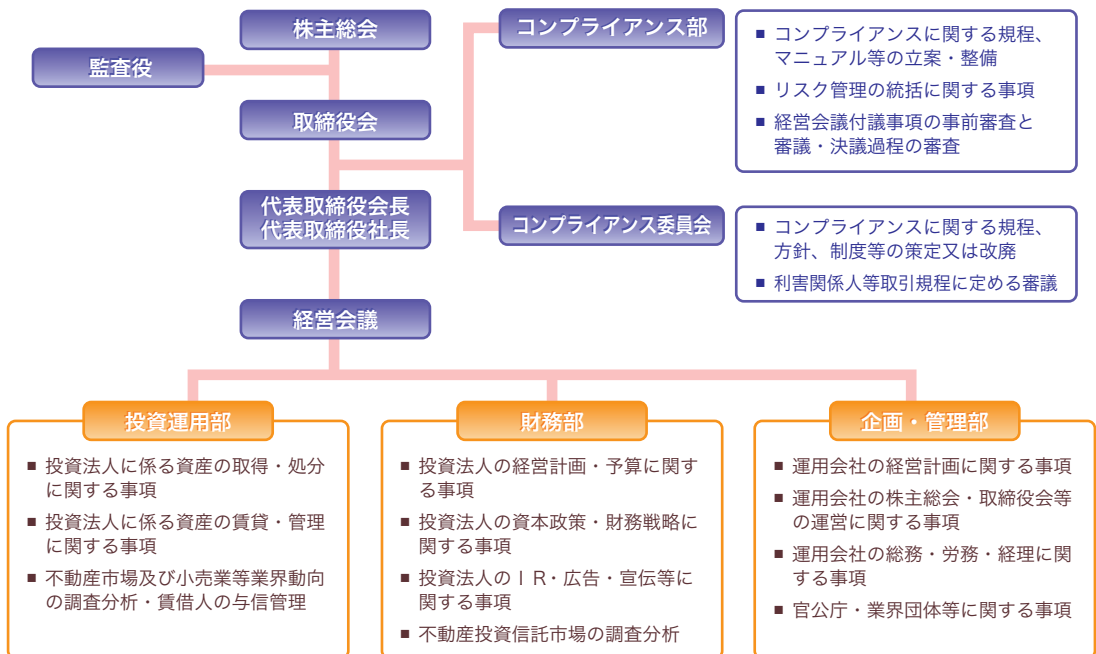 株主総会
監査役
取締役会
代表取締役会長
代表取締役社長
経営会議
コンプライアンス部
■ コンプライアンスに関する規程、
マニュアル等の立案・整備
■ リスク管理の統括に関する事項
■ 経営会議付議事項の事前審査と
審議・決議過程の審査
コンプライアンス委員会
■ コンプライアンスに関する規程、
方針、制度等の策定又は改廃
■ 利害関係人等取引規程に定める審議
投資運用部
■ 投資法人に係る資産の取得・処分
に関する事項
■ 投資法人に係る資産の賃貸・管理
に関する事項
■ 不動産市場及び小売業等業界動向
の調査分析・賃借人の与信管理
財務部
■ 投資法人の経営計画・予算に関す
る事項
■ 投資法人の資本政策・財務戦略に
関する事項
■ 投資法人のＩＲ・広告・宣伝等に
関する事項
■ 不動産投資信託市場の調査分析
企画・管理部
■ 運用会社の経営計画に関する事項
■ 運用会社の株主総会・取締役会等
の運営に関する事項
■ 運用会社の総務・労務・経理に関
する事項
■ 官公庁・業界団体等に関する事項